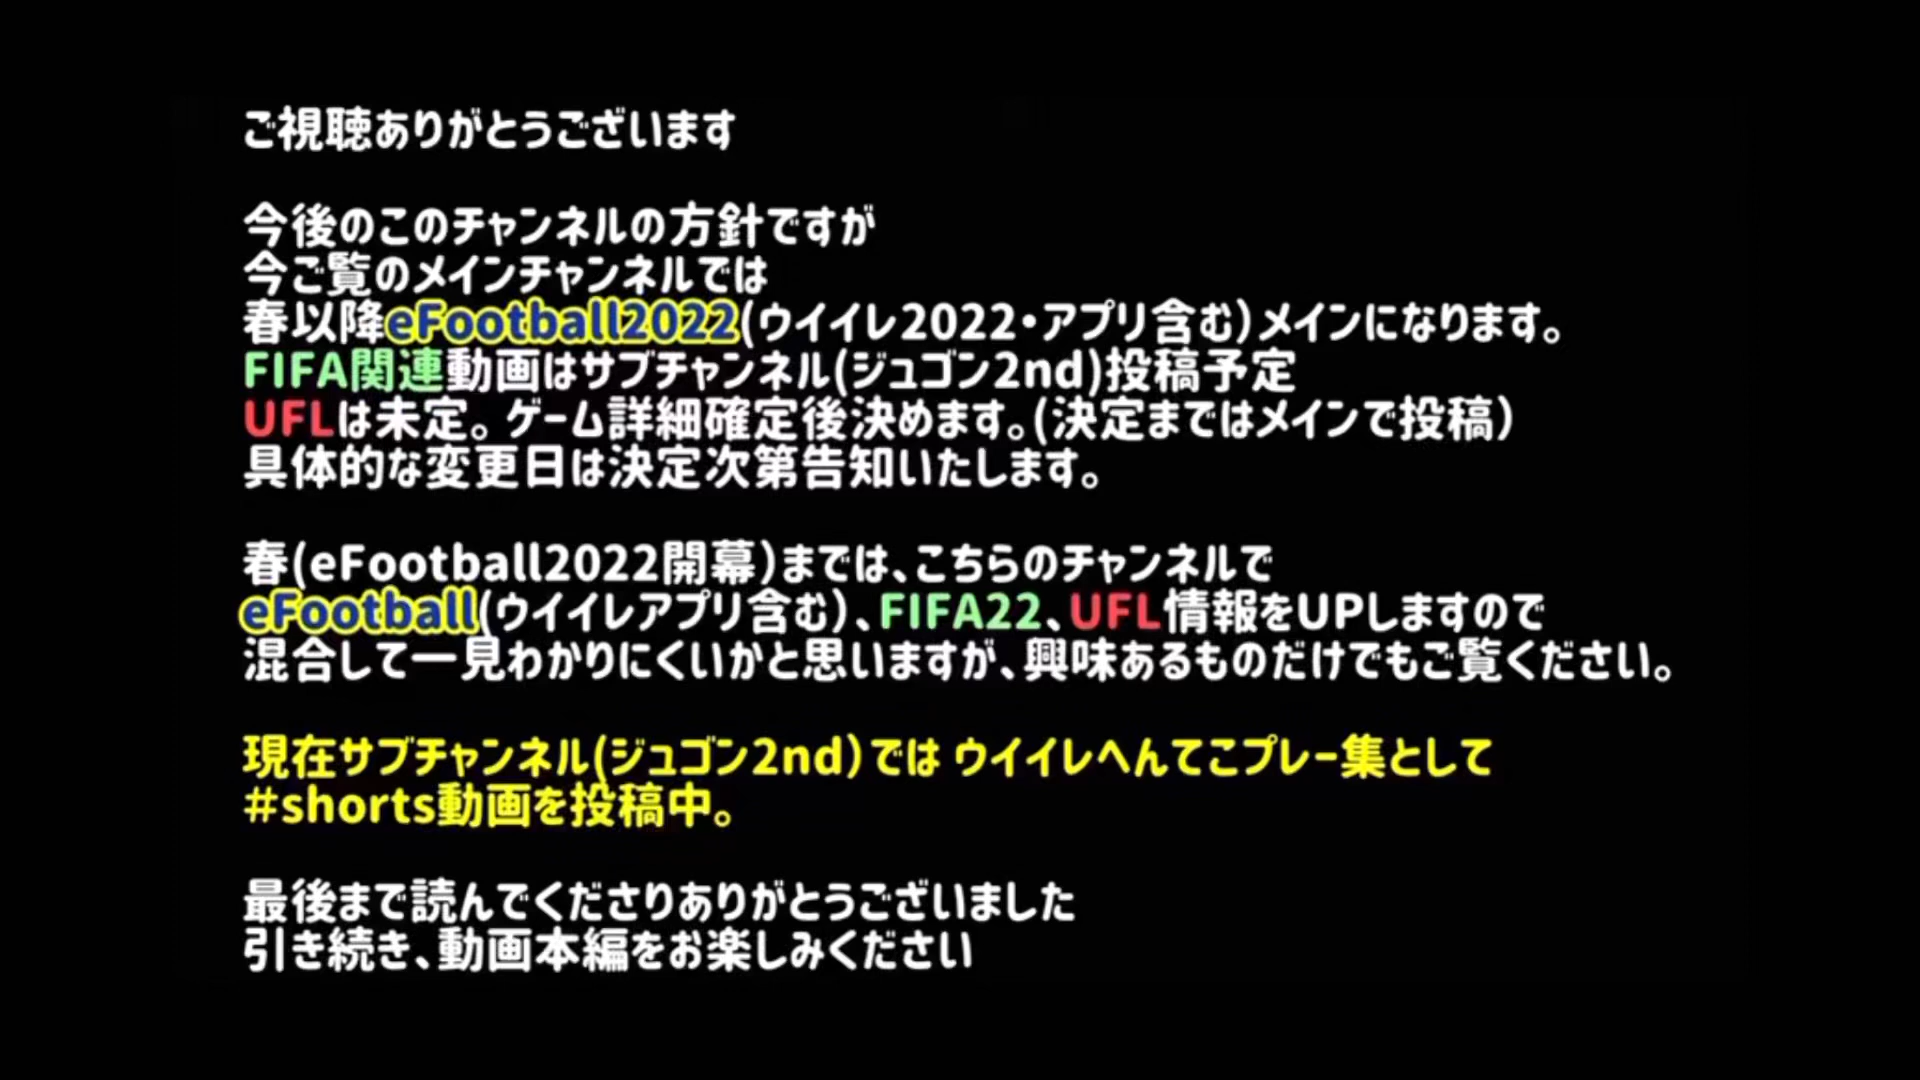 ご視聴ありがとうございます
今後のこのチャンネルの方針ですが
今ご覧のメインチャンネルでは
春以降eFootball2022(ウイイレ2022・アプリ含む)メインになります。
FIFA関連動画はサブチャンネル(ジュゴン2nd)投稿予定
UFLは未定。ゲーム詳細確定後決めます。(決定まではメインで投稿)
具体的な変更日は決定次第告知いたします。
春(eFootball2022開幕)までは、こちらのチャンネルで
eFootball(ウイイレアプリ含む)、FIFA22、UFL情報をUPしますので
混合して一見わかりにくいかと思いますが、興味あるものだけでもご覧ください。
現在サブチャンネル(ジュゴン2nd)では ウイイレへんてこプレー集として
#shorts動画を投稿中。
最後まで読んでくださりありがとうございました
引き続き、動画本編をお楽しみください